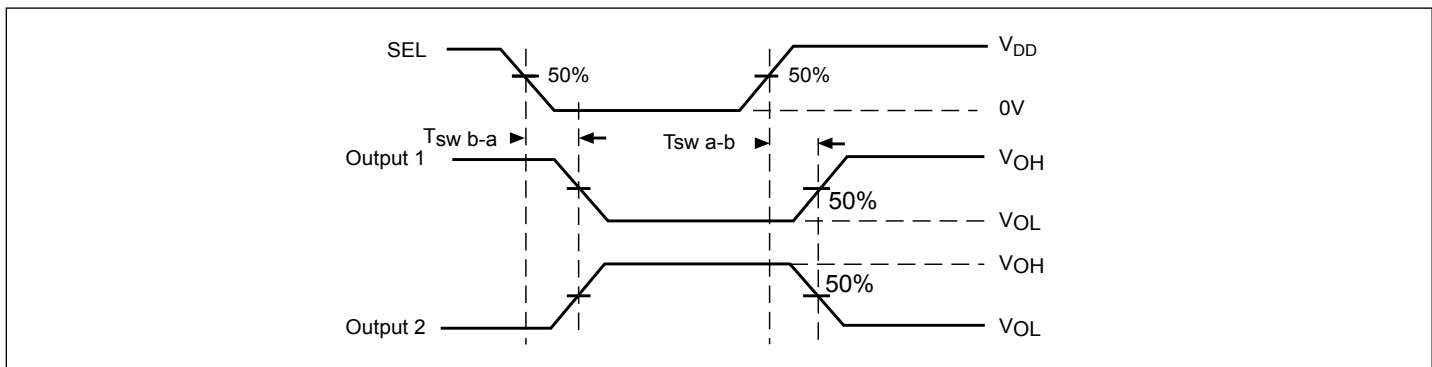 SEL 50% 50% VDD
0V
Tsw b-a Tsw a-b
Output 1 VOH
50%
VOL
VOH
50%
Output 2 VOL